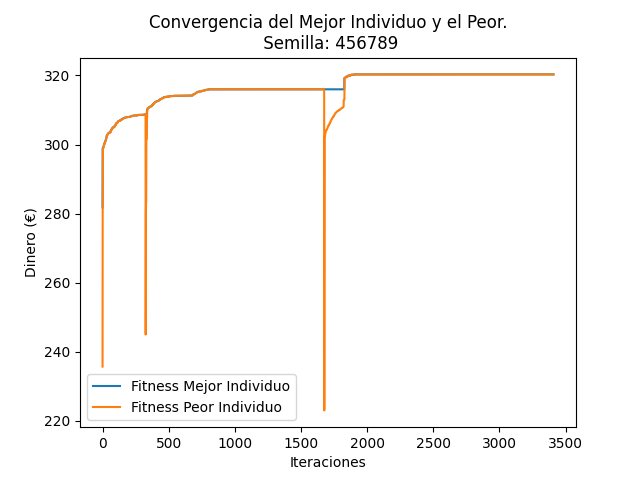 Convergencia del Mejor Individuo y el Peor.
Semilla: 456789
320
300
280
260
240
220
Dinero (€)
Fitness Mejor Individuo
Fitness Peor Individuo
0 500 1000 1500 2000 2500 3000 3500
Iteraciones